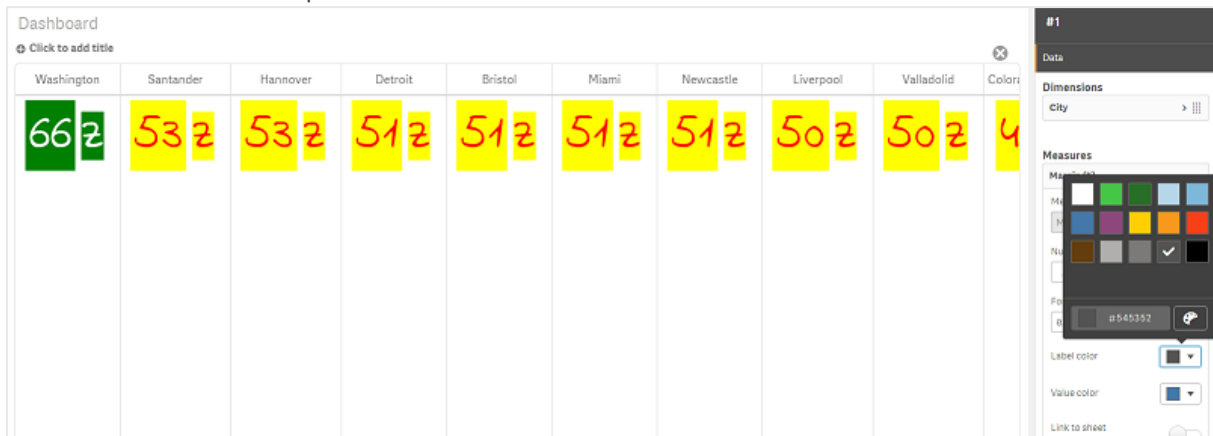 Dashboard
Click to add title
Washington Santander Hannover Detroit Bristol Miami Newcastle Liverpool Valladolid
66 z 53 z 53 z 51 z 51 z 51 z 51 z 50 z 50 z
#1
Data
Dimensions
City
Measures
#545352
Label color
Value color
Link to sheet